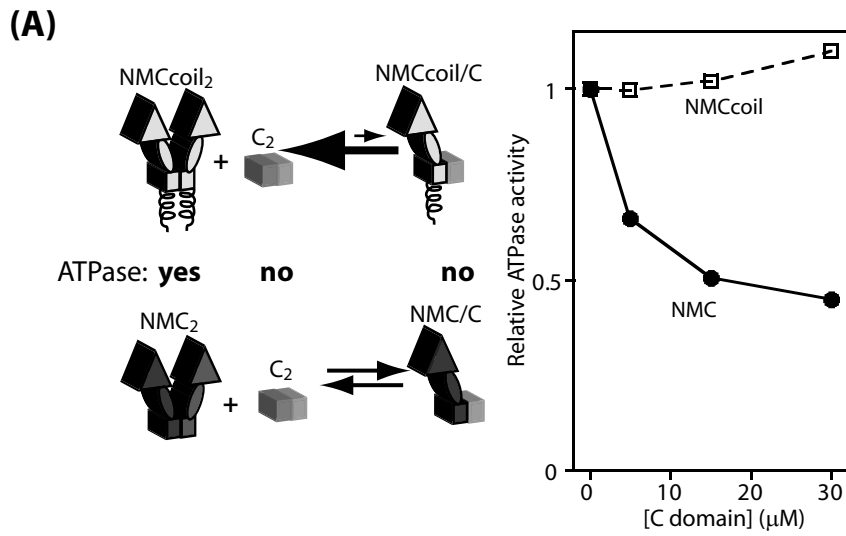 (A)
NMCcoil2
C2
NMCcoil/C
+
ATPase: yes no no
NMC2
C2
NMC/C
+
Relative ATPase activity
1
0.5
0
NMCcoil
NMC
0 10 20 30
[C domain] (μM)